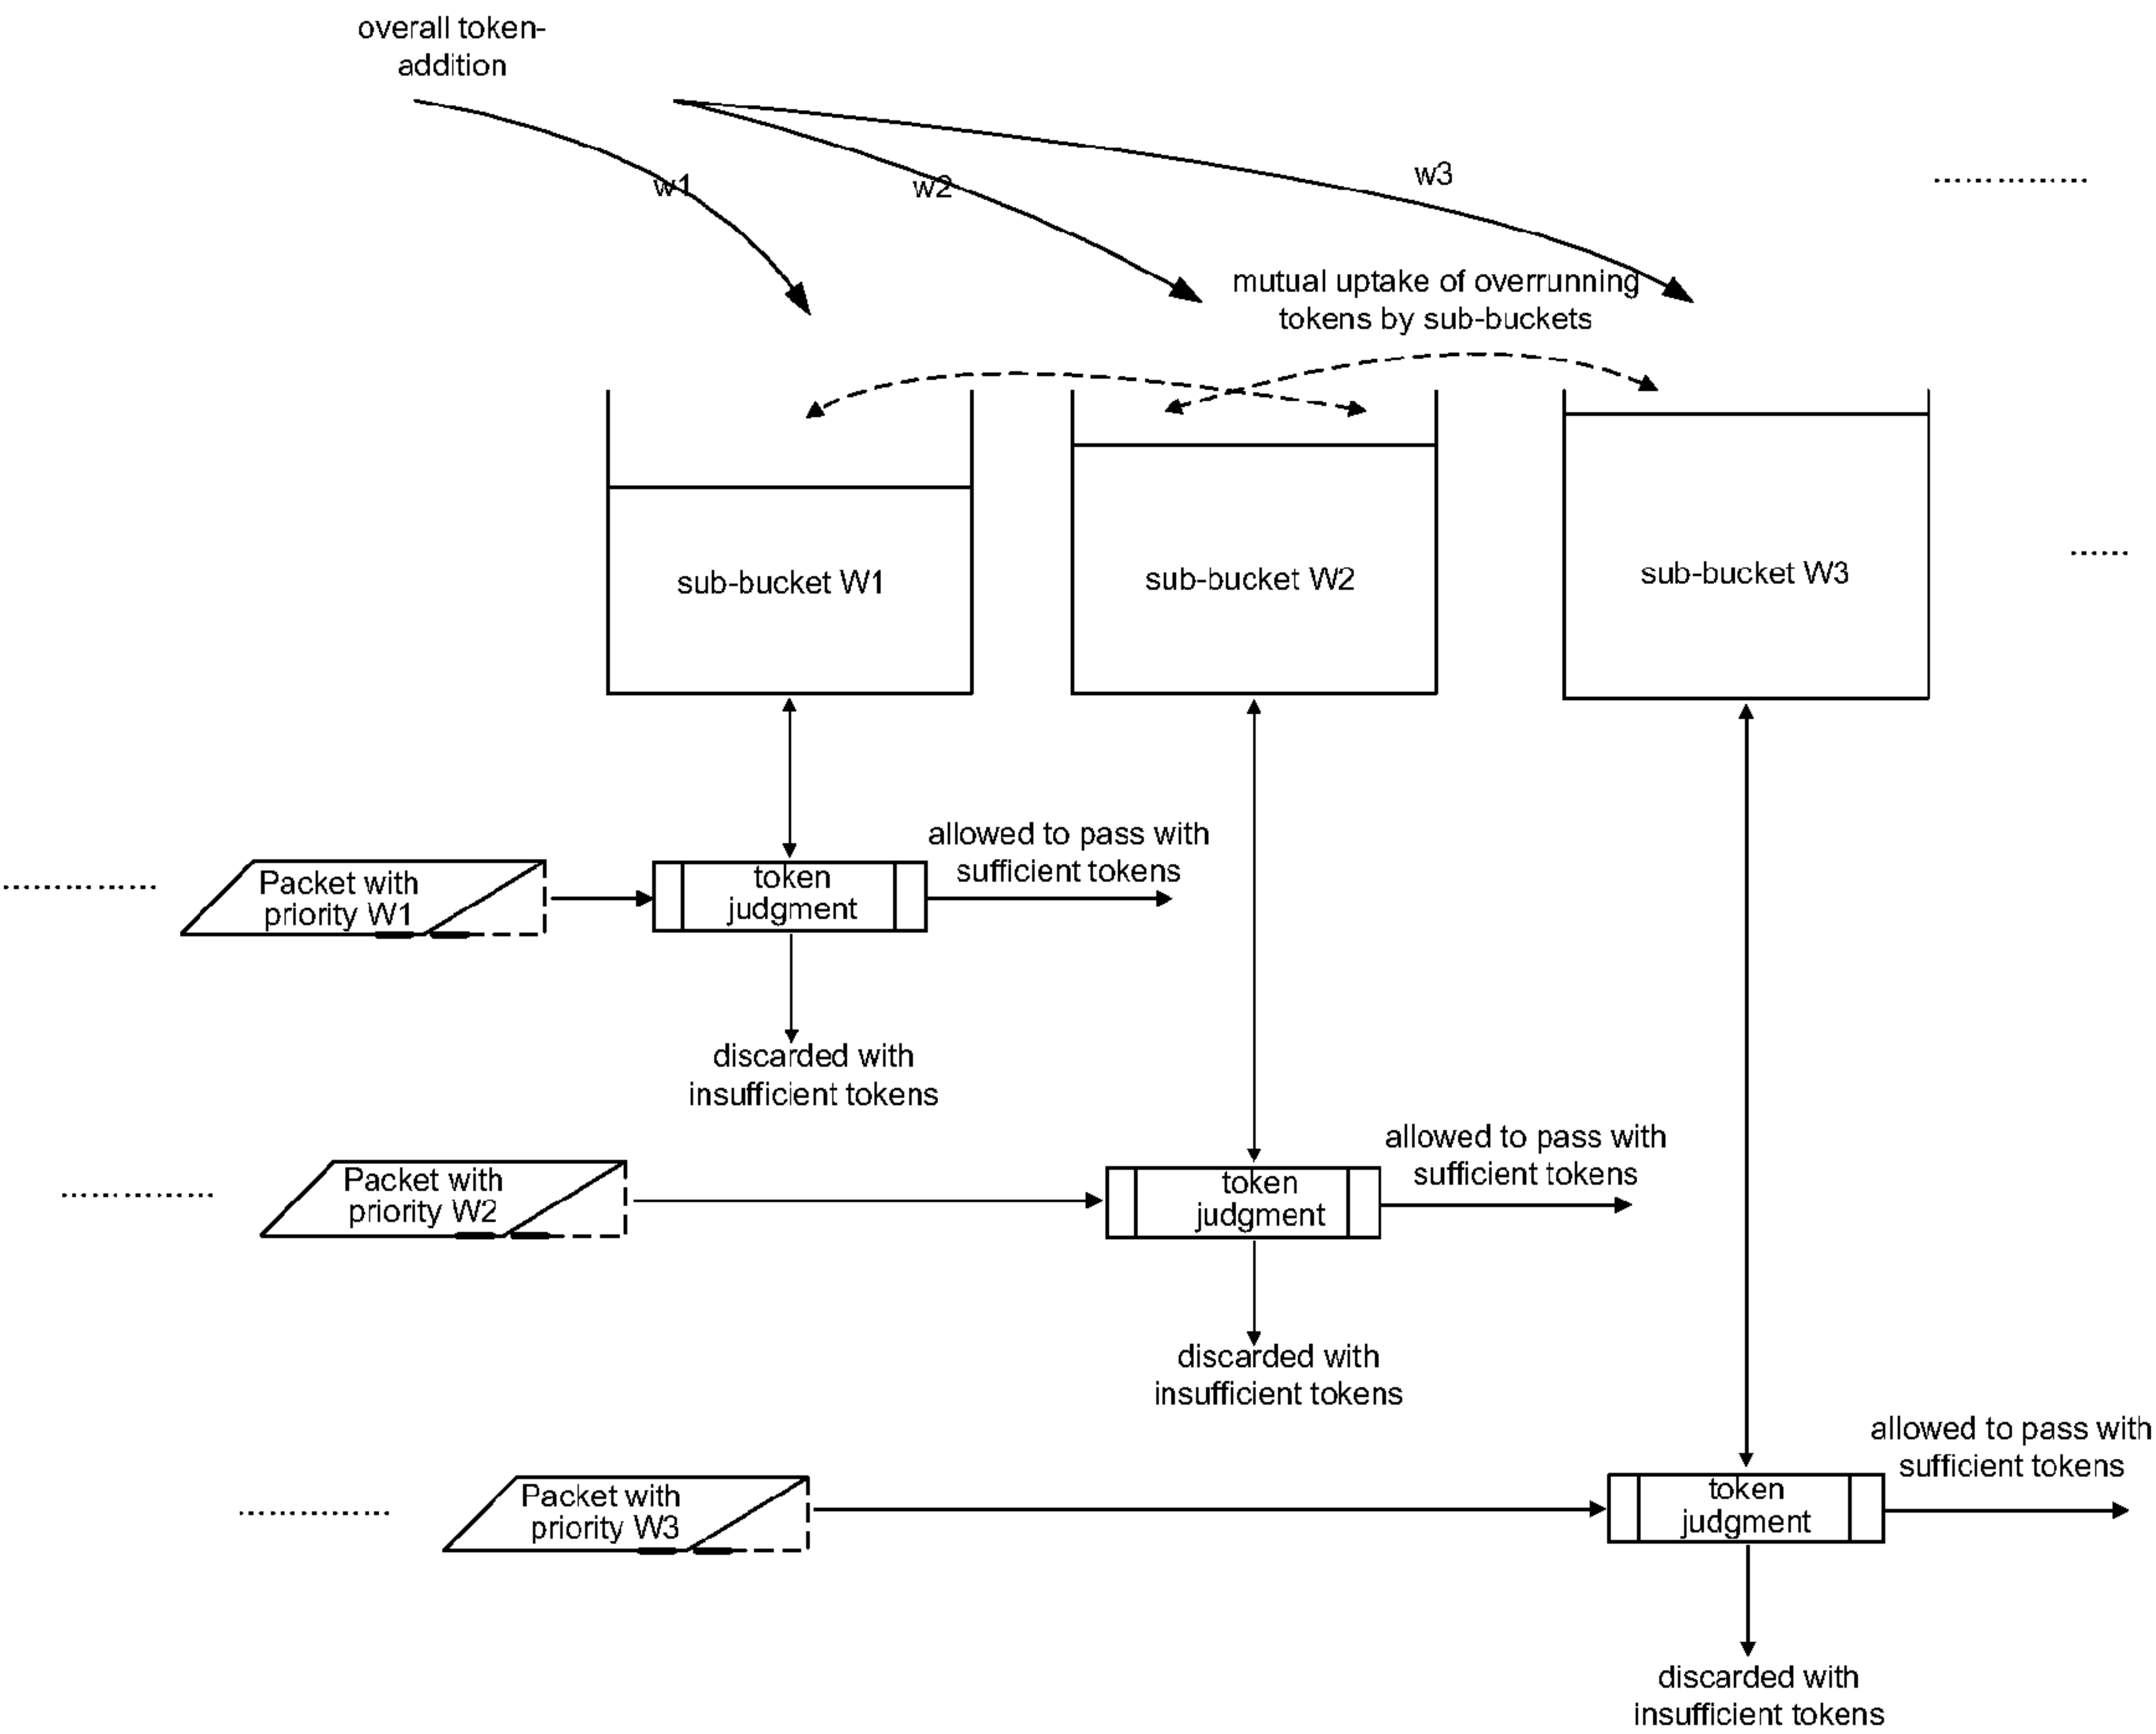 overall token-
addition
w1
w2
w3
mutual uptake of overrunning
tokens by sub-buckets
sub-bucket W1
sub-bucket W2
sub-bucket W3
allowed to pass with
sufficient tokens
Packet with
priority W1
token
judgment
discarded with
insufficient tokens
allowed to pass with
sufficient tokens
Packet with
priority W2
token
judgment
discarded with
insufficient tokens
allowed to pass with
sufficient tokens
Packet with
priority W3
token
judgment
discarded with
insufficient tokens